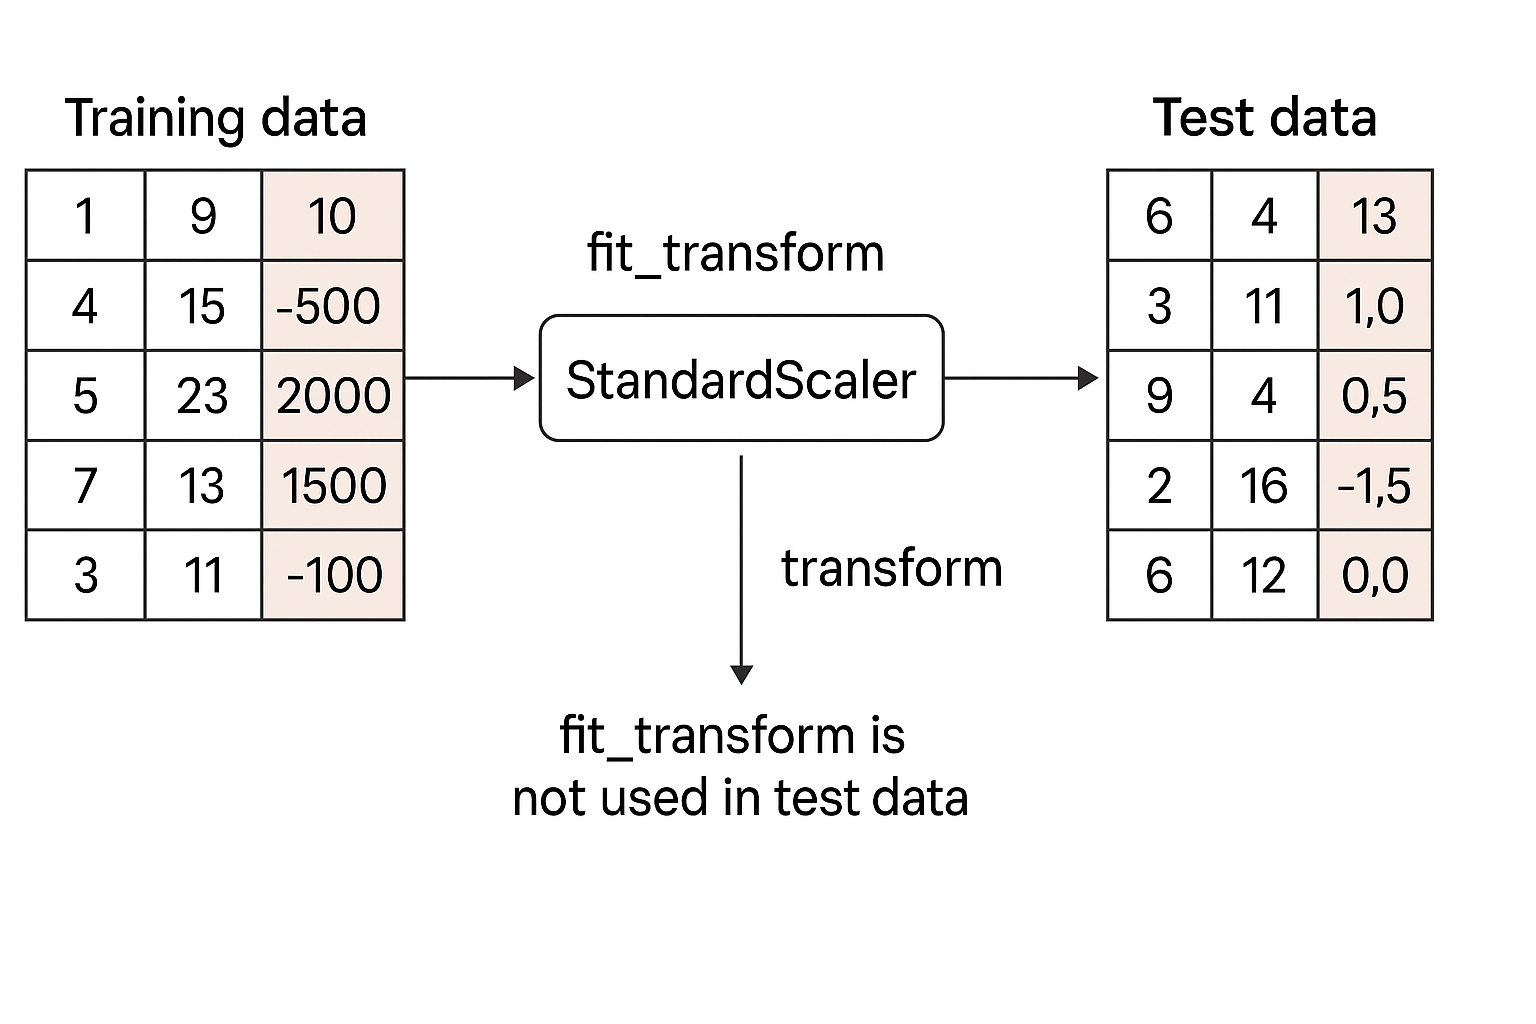 Training data
1 9 10
4 15 -500
5 23 2000
7 13 1500
3 11 -100
fit_transform
StandardScaler
transform
fit_transform is
not used in test data
Test data
6 4 13
3 11 1,0
9 4 0,5
2 16 -1,5
6 12 0,0